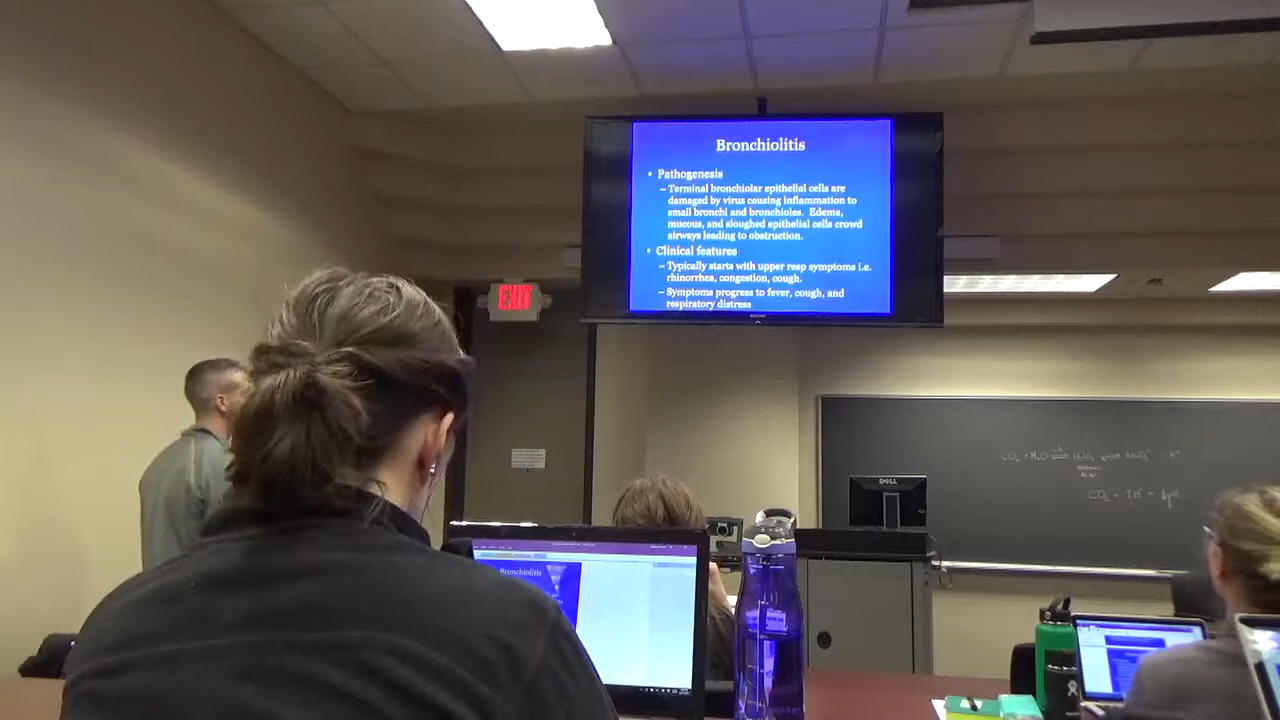 Bronchiolitis
• Pathogenesis
– Terminal bronchiolar epithelial cells are
damaged by virus causing inflammation to
small bronchi and bronchioles. Edema,
mucous, and sloughed epithelial cells crowd
airways leading to obstruction.
• Clinical features
– Typically starts with upper resp symptoms i.e.
rhinorrhea, congestion, cough.
– Symptoms progress to fever, cough, and
respiratory distress
EXIT
DELL
Bronchiolitis